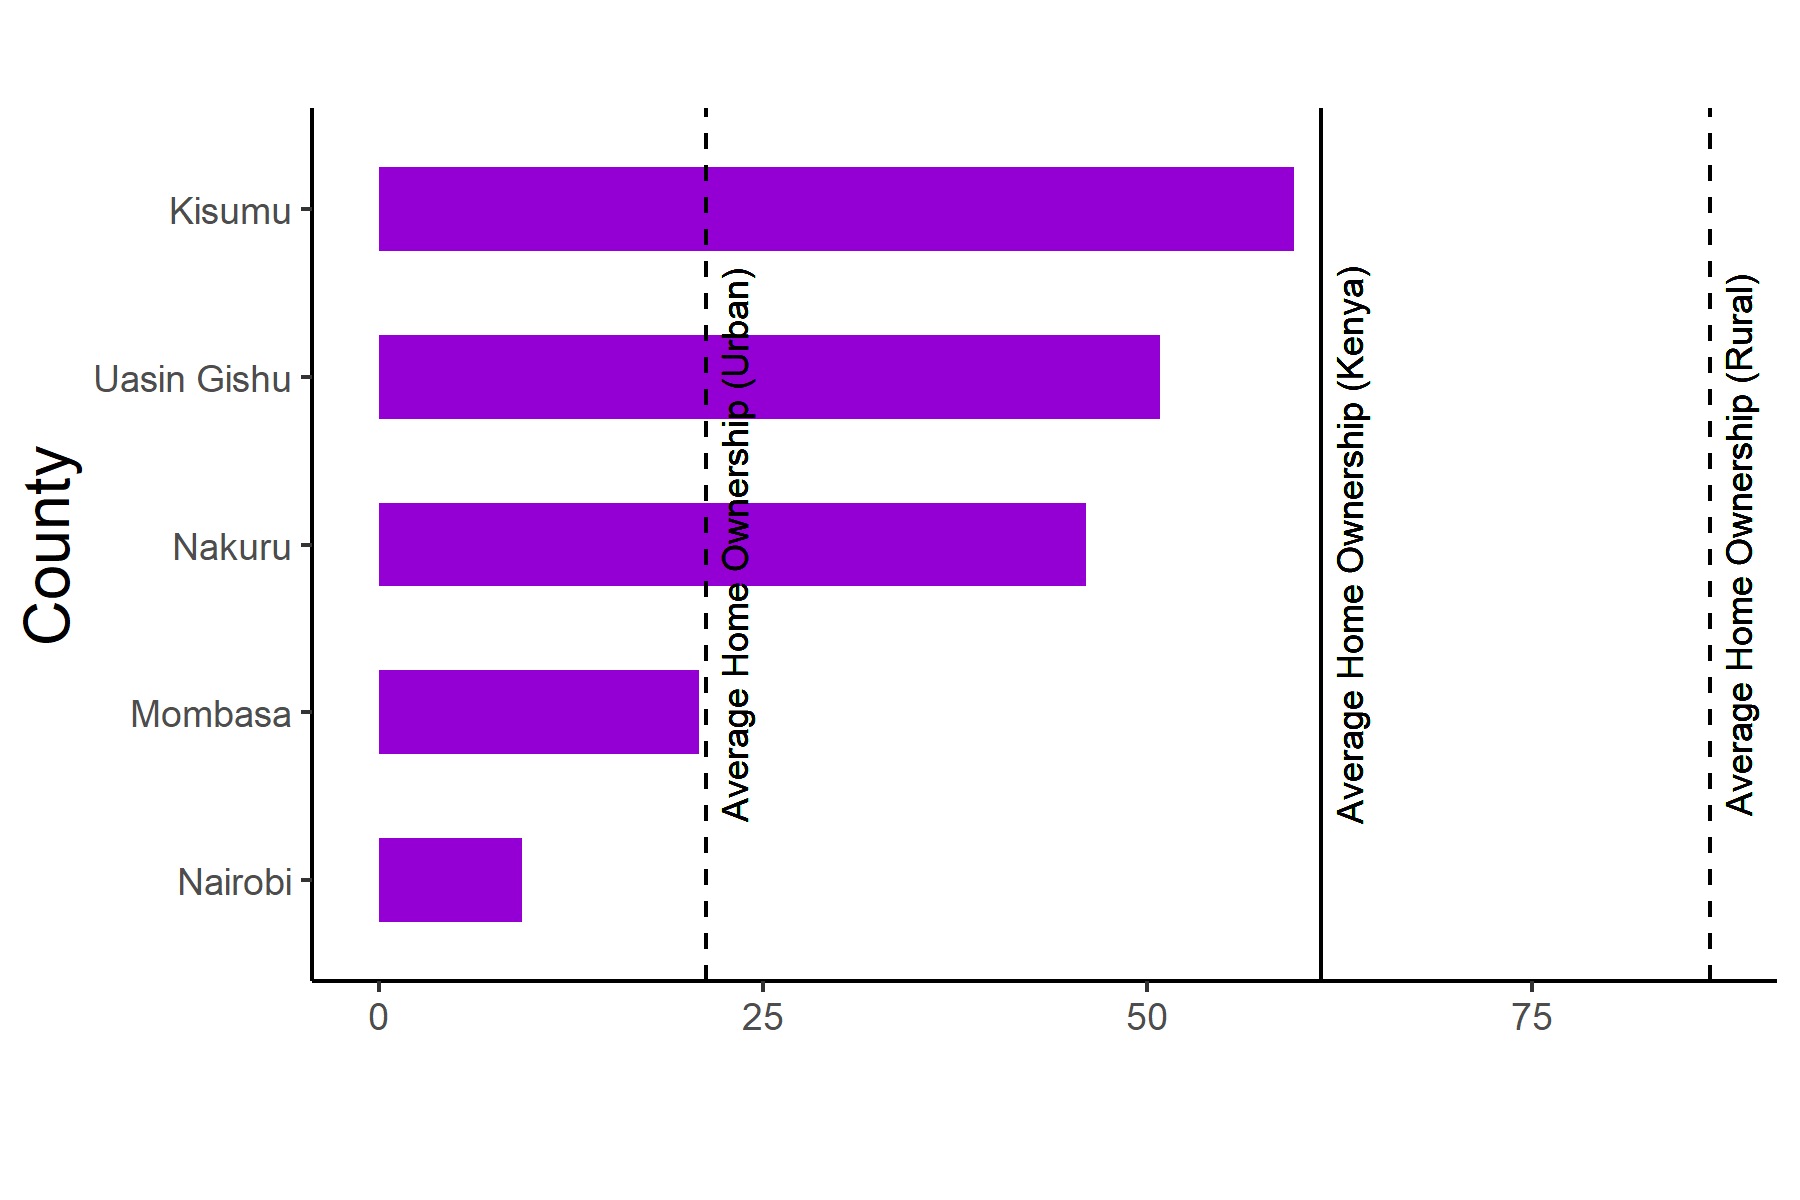 County
Kisumu
Uasin Gishu
Nakuru
Mombasa
Nairobi
Average Home Ownership (Urban)
Average Home Ownership (Kenya)
Average Home Ownership (Rural)
0 25 50 75